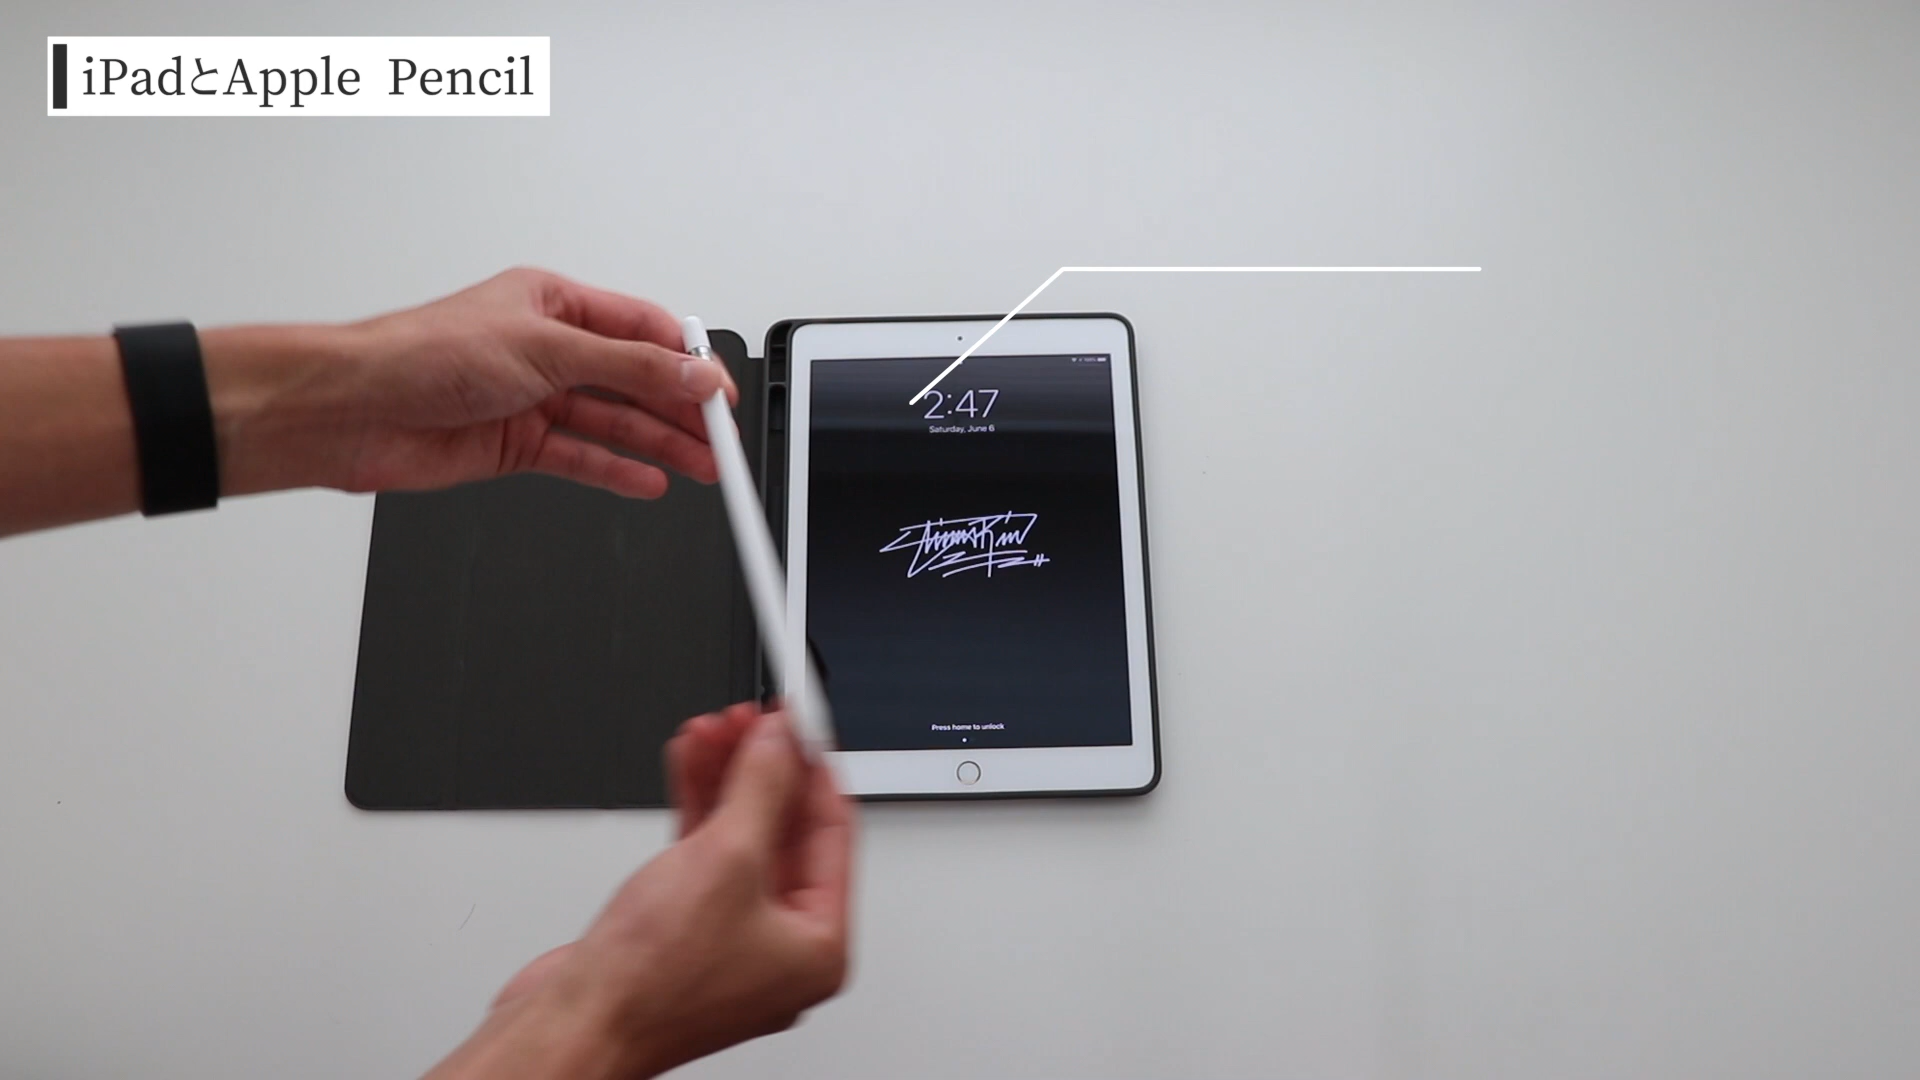 iPadとApple Pencil
2:47
Saturday, June 6
Press home to unlock